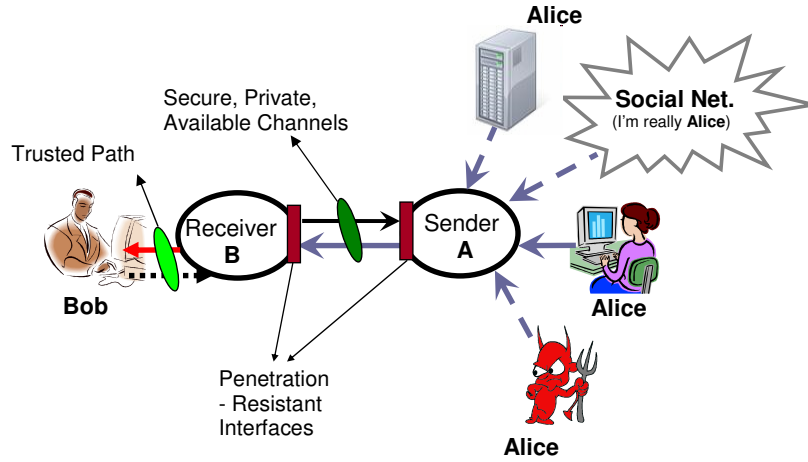 Alice
Social Net.
(I'm really Alice)
Secure, Private,
Available Channels
Trusted Path
Receiver
B
Sender
A
Bob
Alice
Penetration
- Resistant
Interfaces
Alice